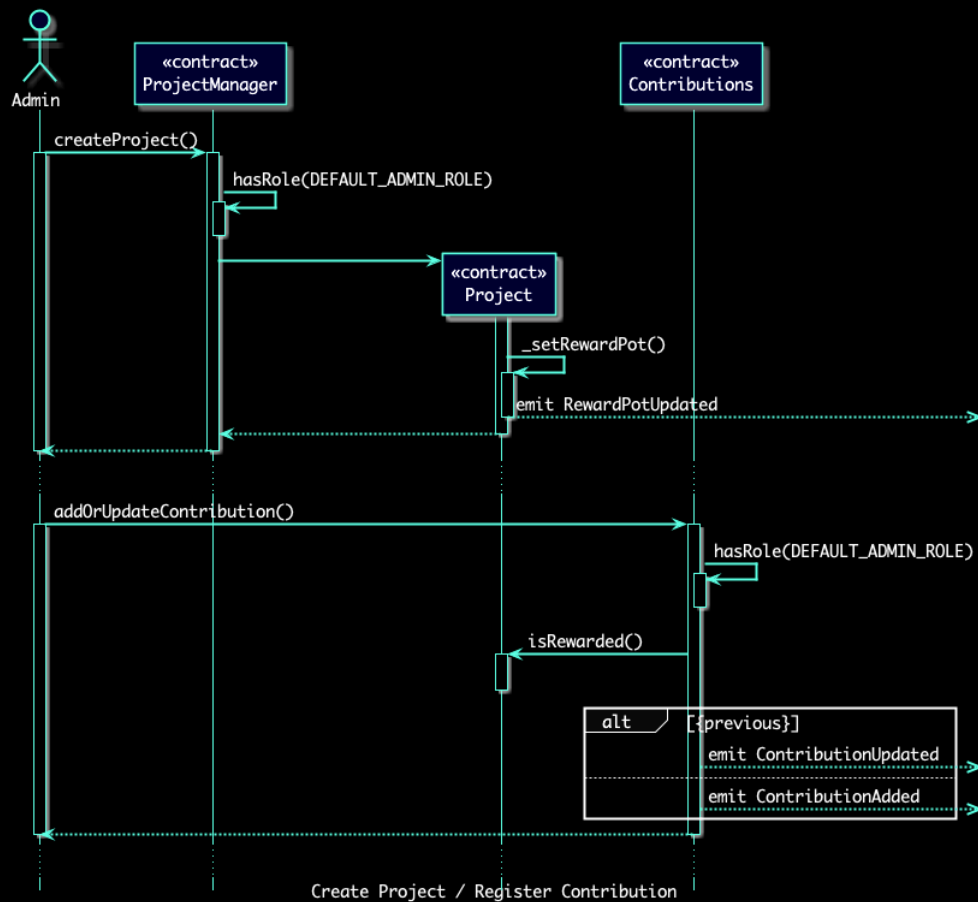 Admin
«contract»
ProjectManager
«contract»
Contributions
createProject()
hasRole(DEFAULT_ADMIN_ROLE)
«contract»
Project
_setRewardPot()
emit RewardPotUpdated
addOrUpdateContribution()
hasRole(DEFAULT_ADMIN_ROLE)
isRewarded()
alt [{previous}]
emit ContributionUpdated
emit ContributionAdded
Create Project / Register Contribution